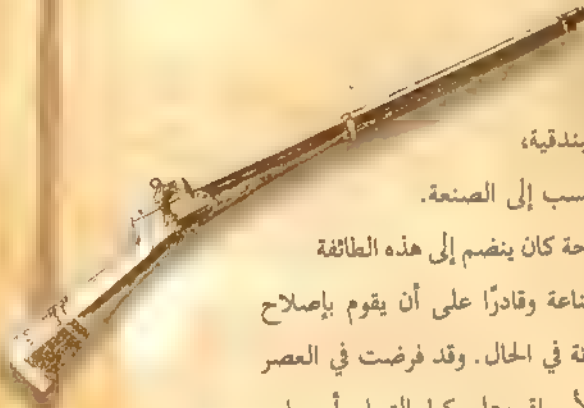 بندقية،
سب إلى الصنعة.
حة كان ينضم إلى هذه الطائفة
ناعة وقادرًا على أن يقوم بإصلاح
في الحال. وقد فرضت في العصر